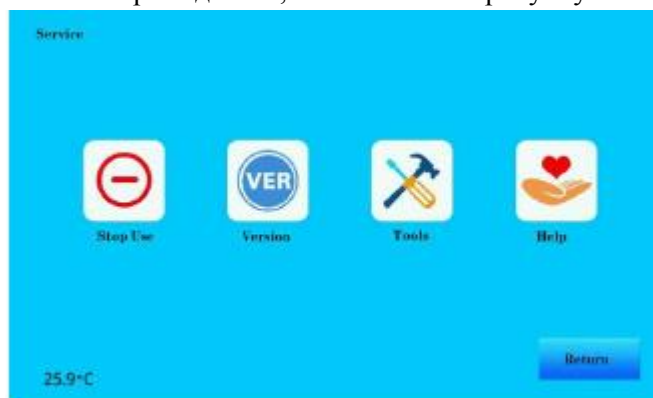 Service
VER
Stop Use
Version
Tools
Help
Return
25.9°C